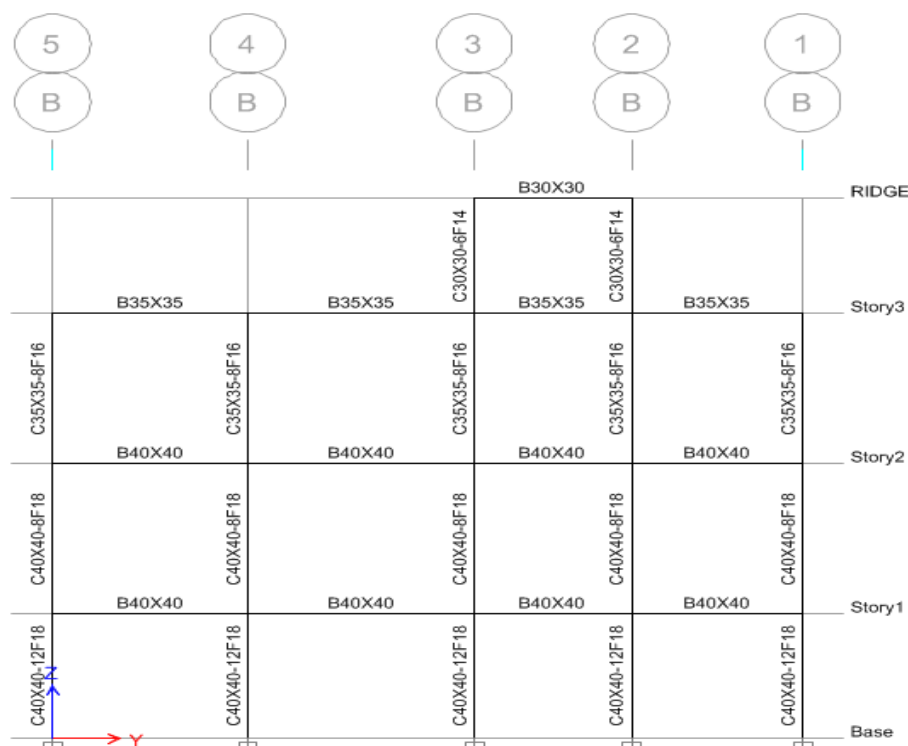 5 4 3 2 1
B B B B B
B30X30
RIDGE
C30X30-6F14 C30X30-6F14
B35X35 B35X35 B35X35 B35X35
Story3
C35X35-8F16 C35X35-8F16 C35X35-8F16 C35X35-8F16 C35X35-8F16
B40X40 B40X40 B40X40 B40X40
Story2
C40X40-8F18 C40X40-8F18 C40X40-8F18 C40X40-8F18 C40X40-8F18
B40X40 B40X40 B40X40 B40X40
Story1
C40X40-12F18 C40X40-12F18 C40X40-12F18 C40X40-12F18 C40X40-12F18
Z
Y
Base